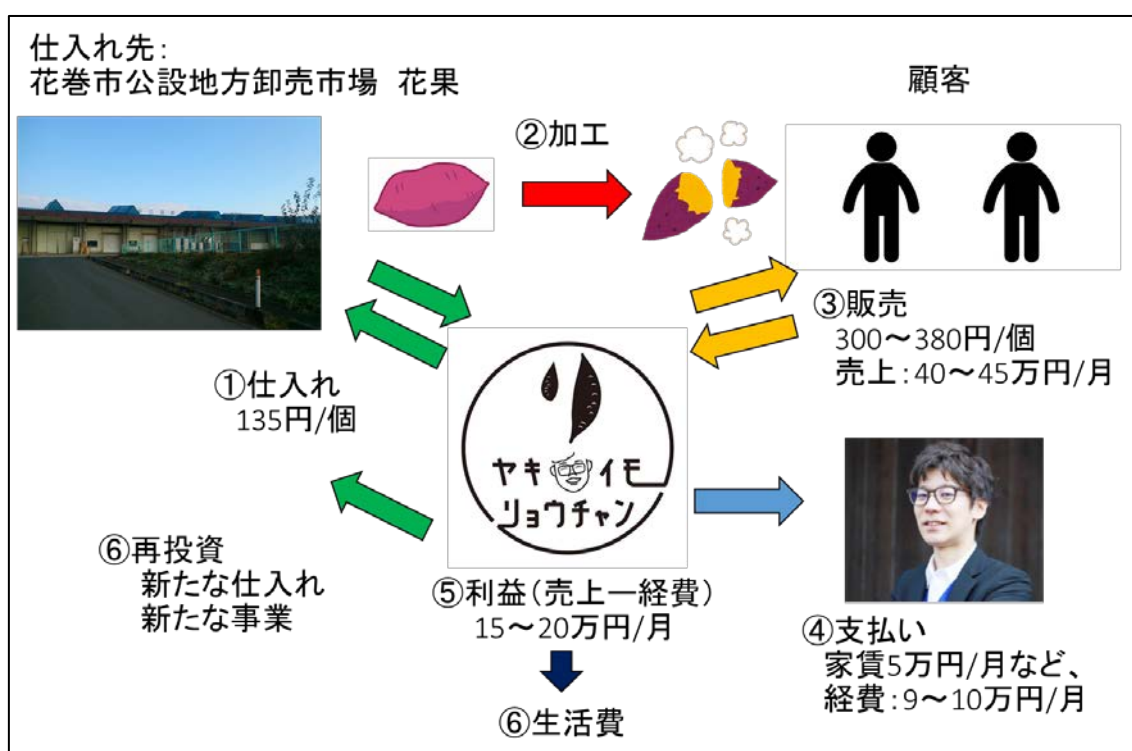 仕入れ先：
花巻市公設地方卸売市場　花果
顧客
②加工
③販売
300～380円/個
売上：40～45万円/月
①仕入れ
135円/個
ヤキイモ
リョウチャン
⑥再投資
新たな仕入れ
新たな事業
⑤利益（売上ー経費）
15～20万円/月
④支払い
家賃5万円/月など、
経費：9～10万円/月
⑥生活費